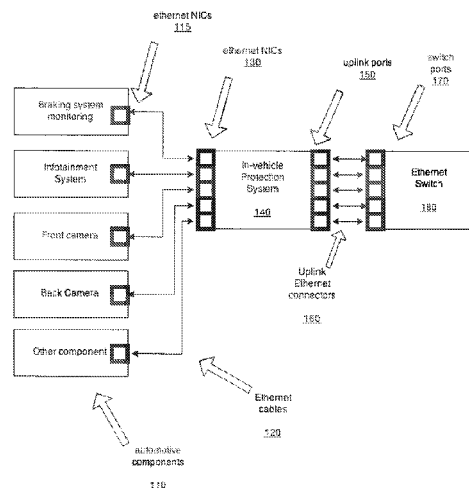 ethernet NICs
115
ethernet NICs
130
uplink ports
150
switch ports
170
Braking system monitoring
Infotainment System
Front camera
Back Camera
Other component
In-vehicle Protection System
140
Ethernet Switch
180
Uplink Ethernet connectors
160
Ethernet cables
120
automotive components
110